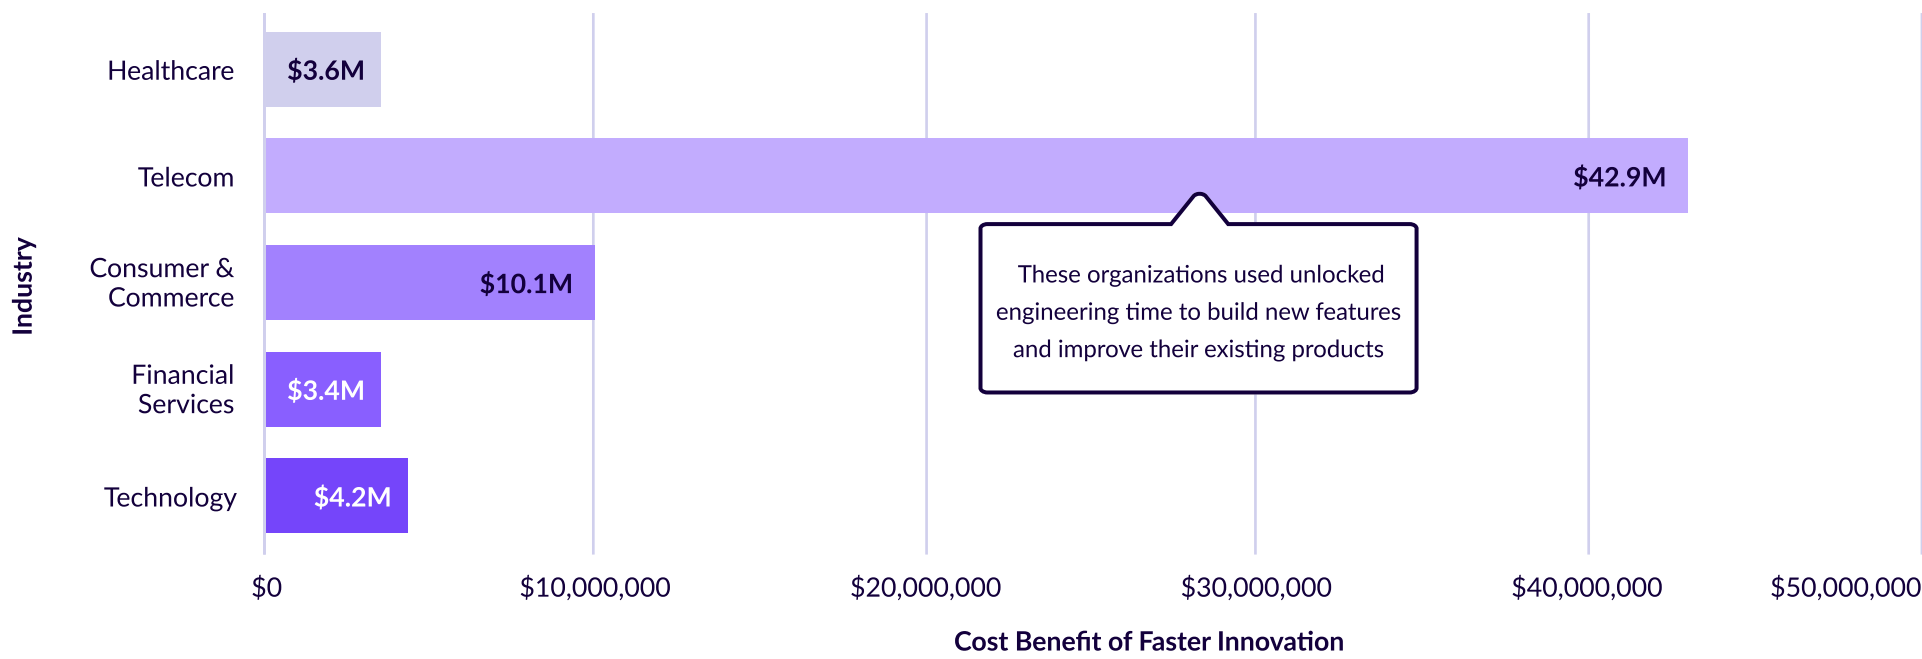 Industry
Healthcare
$3.6M
Telecom
$42.9M
Consumer &
Commerce
$10.1M
These organizations used unlocked
engineering time to build new features
and improve their existing products
Financial
Services
$3.4M
Technology
$4.2M
$0
$10,000,000
$20,000,000
$30,000,000
$40,000,000
$50,000,000
Cost Benefit of Faster Innovation